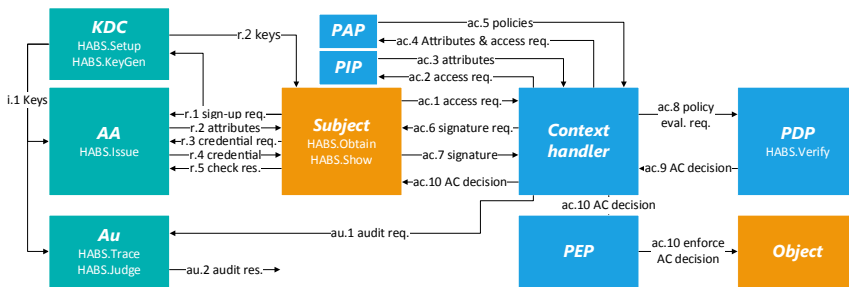 KDC
HABS.Setup
HABS.KeyGen
r.2 keys
PAP
ac.5 policies
ac.4 Attributes & access req.
PIP
ac.3 attributes
ac.2 access req.
i.1 Keys
AA
HABS.Issue
r.1 sign-up req.
r.2 attributes
r.3 credential req.
r.4 credential
r.5 check res.
Subject
HABS.Obtain
HABS.Show
ac.1 access req.
ac.6 signature req.
ac.7 signature
ac.10 AC decision
Context
handler
ac.8 policy
eval. req.
ac.9 AC decision
PDP
HABS.Verify
ac.10 AC decision
Au
HABS.Trace
HABS.Judge
au.1 audit req.
au.2 audit res.
PEP
ac.10 enforce
AC decision
Object